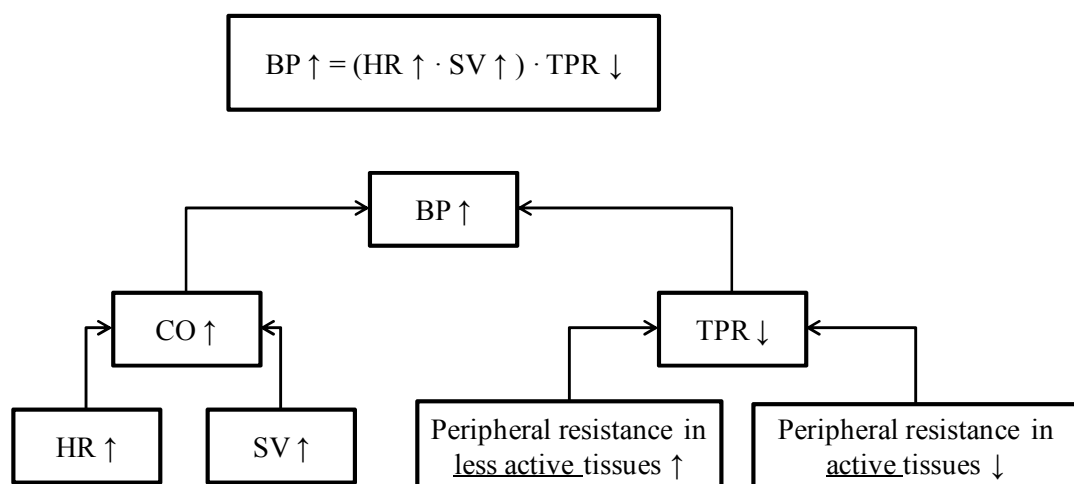 BP ↑ = (HR ↑ · SV ↑ ) · TPR ↓
BP ↑
CO ↑
TPR ↓
HR ↑
SV ↑
Peripheral resistance in
less active tissues ↑
Peripheral resistance in
active tissues ↓